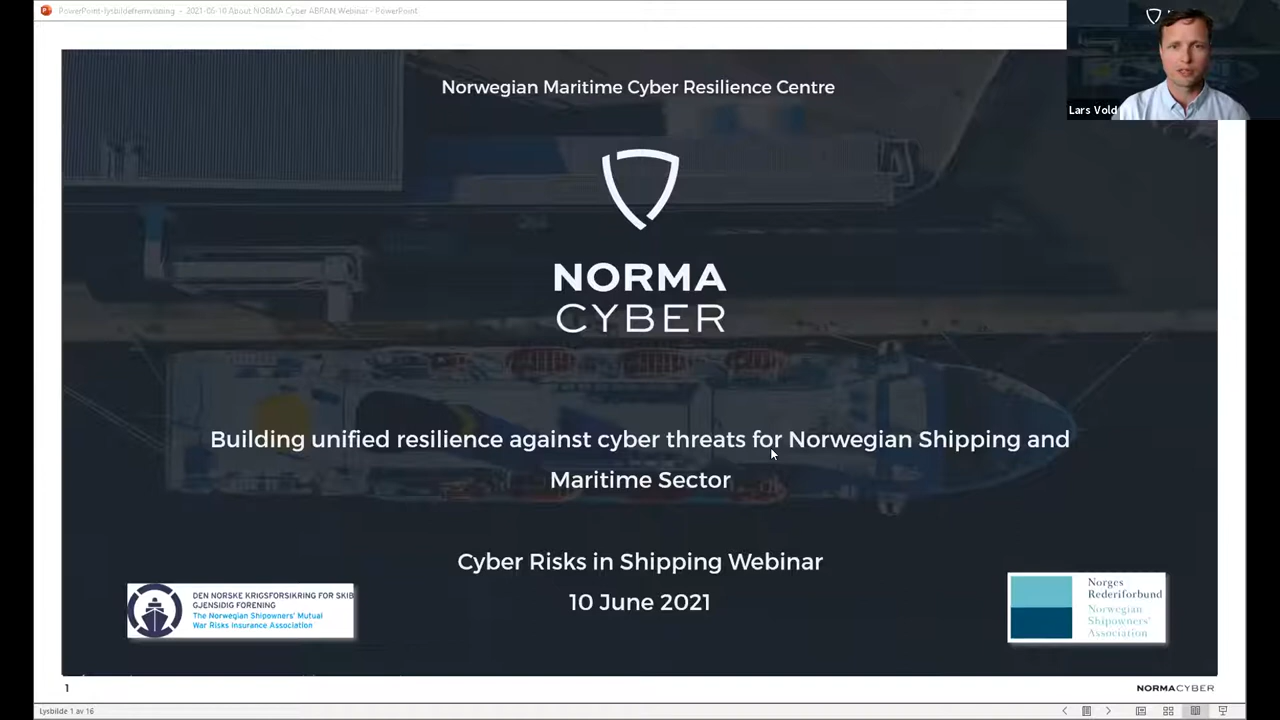 PowerPoint-lysbildefremvisning - 2021-06-10 About NORMA Cyber ABPAN Webinar - PowerPoint
Lars Vold
Norwegian Maritime Cyber Resilience Centre
NORMA
CYBER
Building unified resilience against cyber threats for Norwegian Shipping and
Maritime Sector
Cyber Risks in Shipping Webinar
10 June 2021
DEN NORSKE KRIGSFORSIKRING FOR SKIB
GJENSIDIG FORENING
The Norwegian Shipowners' Mutual
War Risks Insurance Association
Norges
Rederiforbund
Norwegian
Shipowners'
Association
1
NORMACYBER
Lysbilde 1 av 16